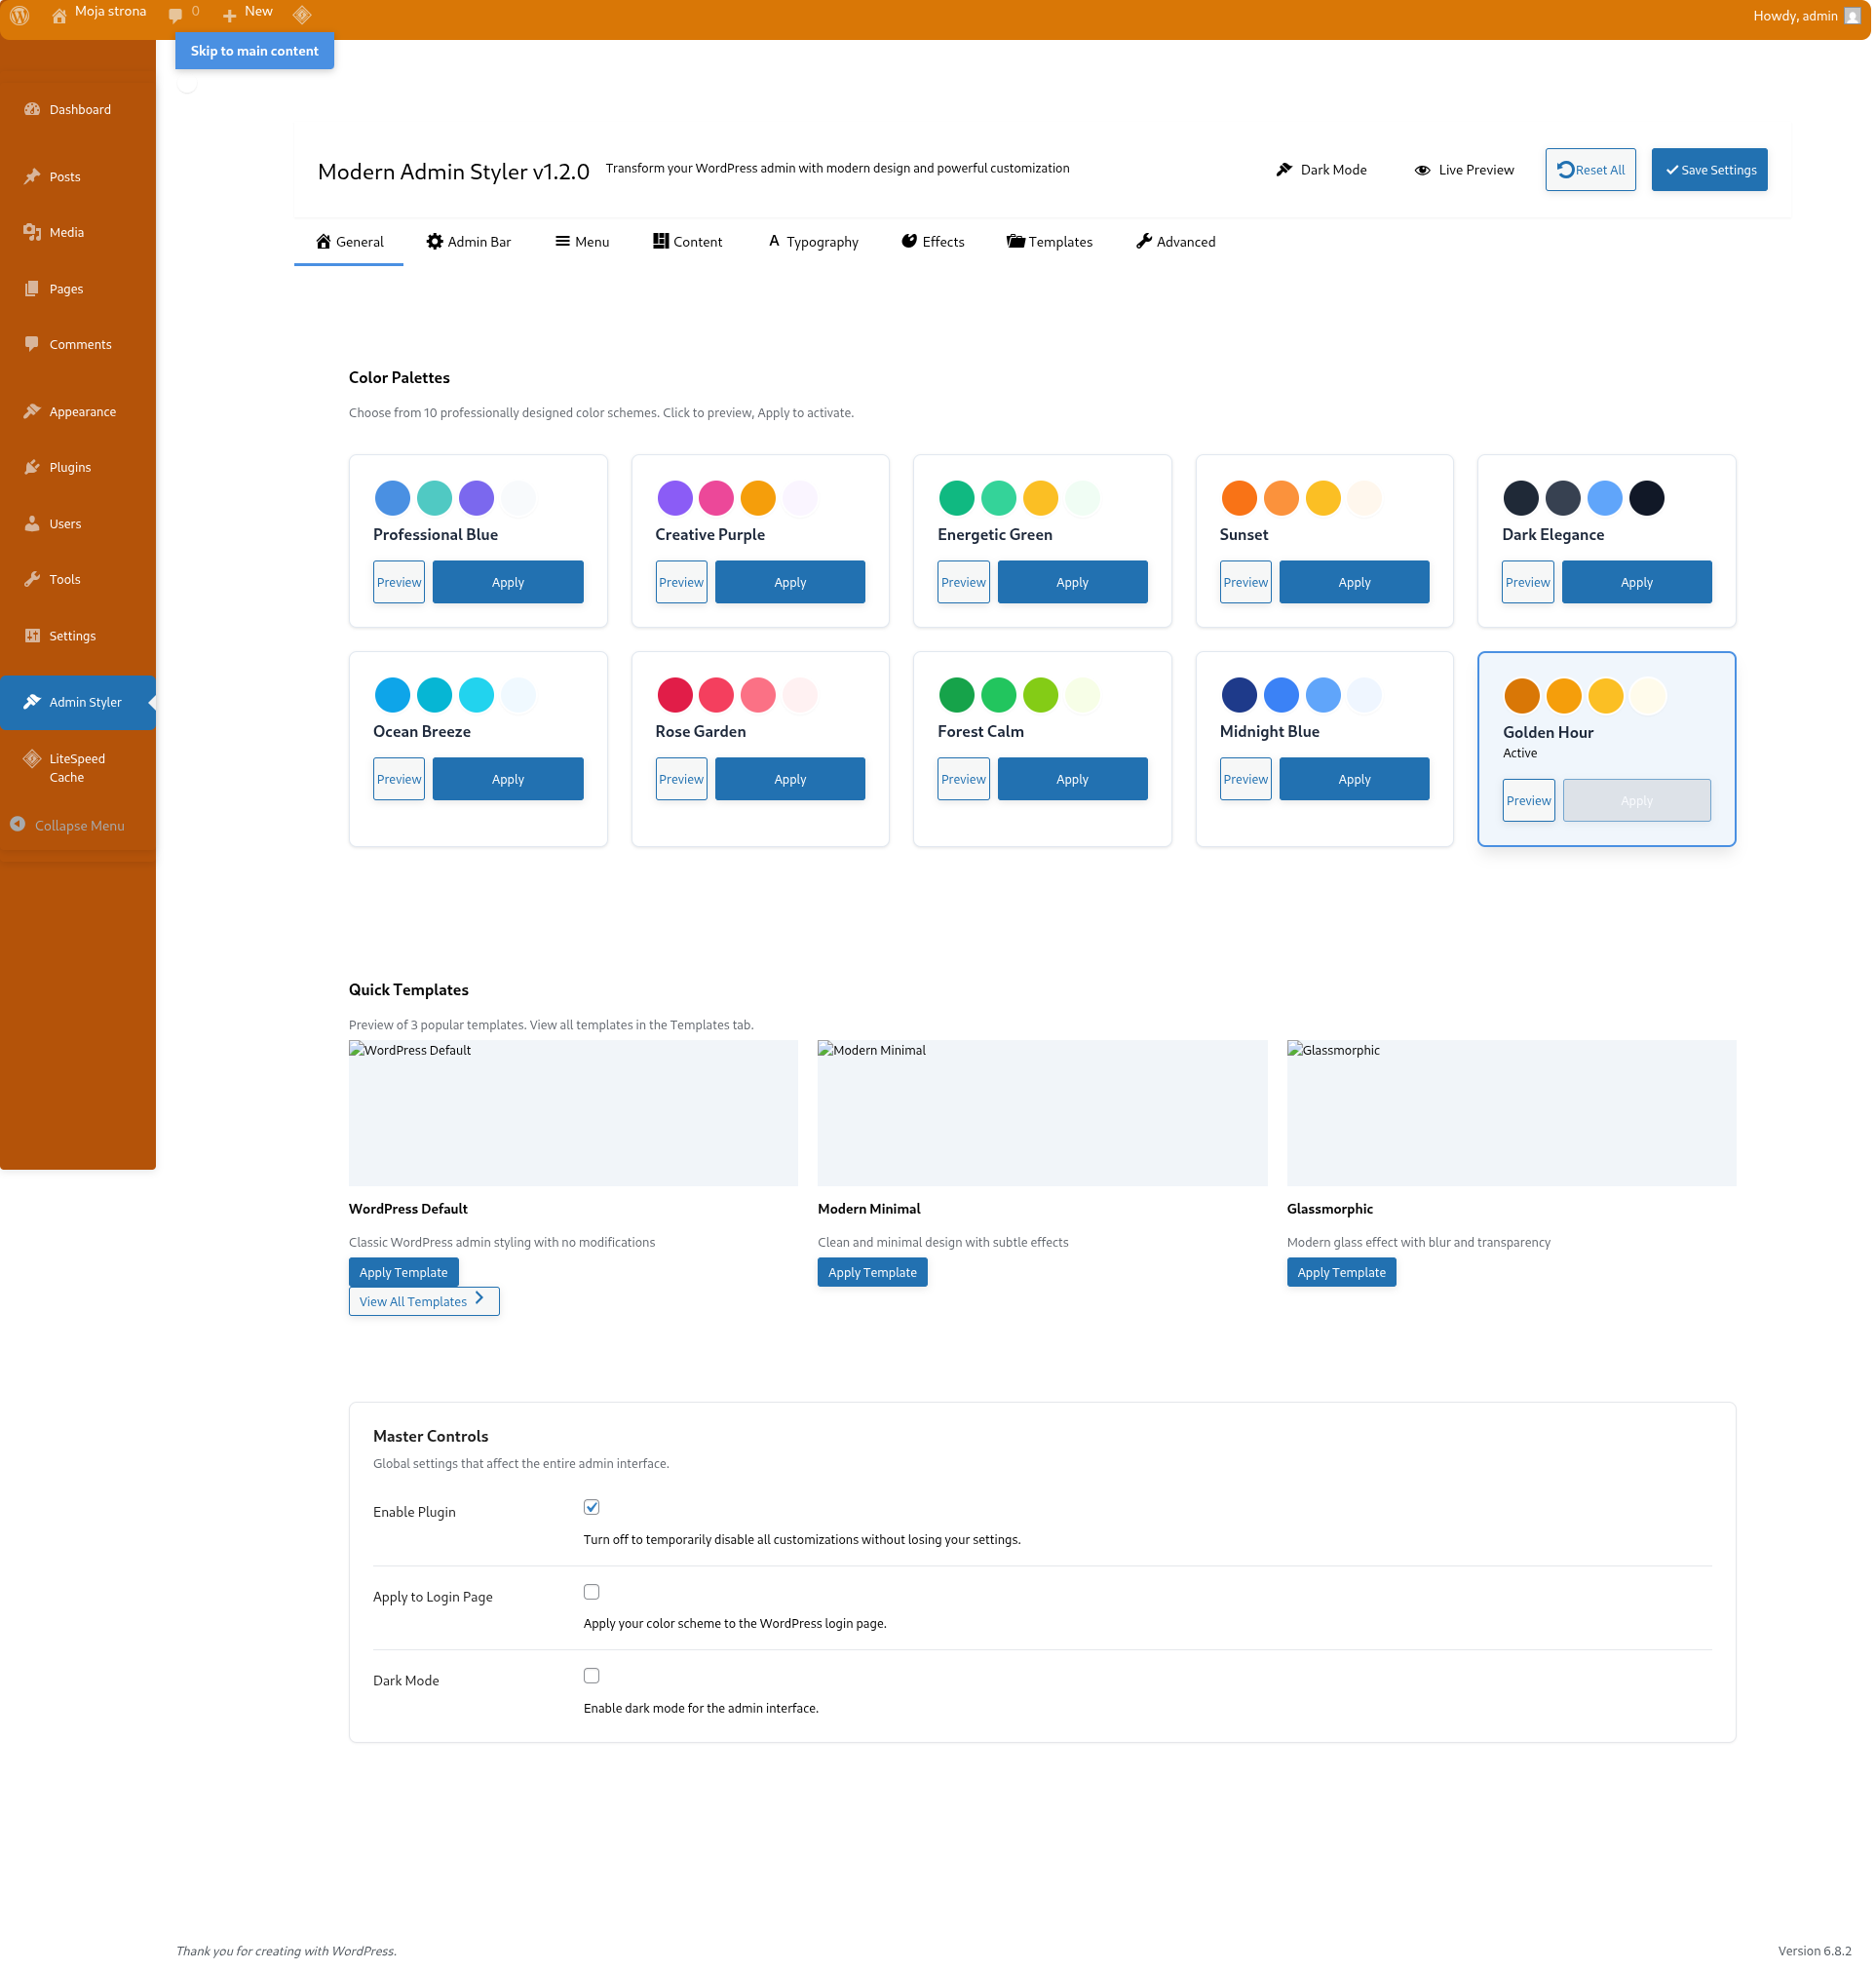 Moja strona
0
New
Howdy, admin
Skip to main content
Dashboard
Posts
Media
Pages
Comments
Appearance
Plugins
Users
Tools
Settings
Admin Styler
LiteSpeed
Cache
Collapse Menu
Modern Admin Styler v1.2.0
Transform your WordPress admin with modern design and powerful customization
Dark Mode
Live Preview
Reset All
Save Settings
General
Admin Bar
Menu
Content
Typography
Effects
Templates
Advanced
Color Palettes
Choose from 10 professionally designed color schemes. Click to preview, Apply to activate.
Professional Blue
Preview
Apply
Creative Purple
Preview
Apply
Energetic Green
Preview
Apply
Sunset
Preview
Apply
Dark Elegance
Preview
Apply
Ocean Breeze
Preview
Apply
Rose Garden
Preview
Apply
Forest Calm
Preview
Apply
Midnight Blue
Preview
Apply
Golden Hour
Active
Preview
Apply
Quick Templates
Preview of 3 popular templates. View all templates in the Templates tab.
WordPress Default
WordPress Default
Classic WordPress admin styling with no modifications
Apply Template
Modern Minimal
Modern Minimal
Clean and minimal design with subtle effects
Apply Template
Glassmorphic
Glassmorphic
Modern glass effect with blur and transparency
Apply Template
View All Templates
Master Controls
Global settings that affect the entire admin interface.
Enable Plugin
Turn off to temporarily disable all customizations without losing your settings.
Apply to Login Page
Apply your color scheme to the WordPress login page.
Dark Mode
Enable dark mode for the admin interface.
Thank you for creating with WordPress.
Version 6.8.2